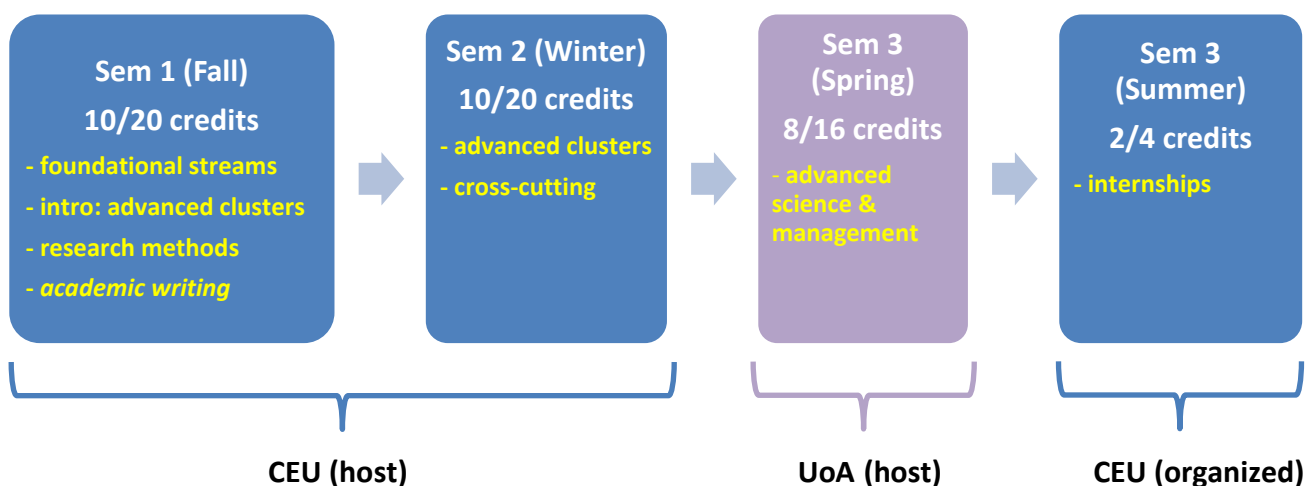 Sem 1 (Fall)
10/20 credits
- foundational streams
- intro: advanced clusters
- research methods
- academic writing
Sem 2 (Winter)
10/20 credits
- advanced clusters
- cross-cutting
Sem 3
(Spring)
8/16 credits
- advanced
science &
management
Sem 3
(Summer)
2/4 credits
- internships
CEU (host)
UoA (host)
CEU (organized)